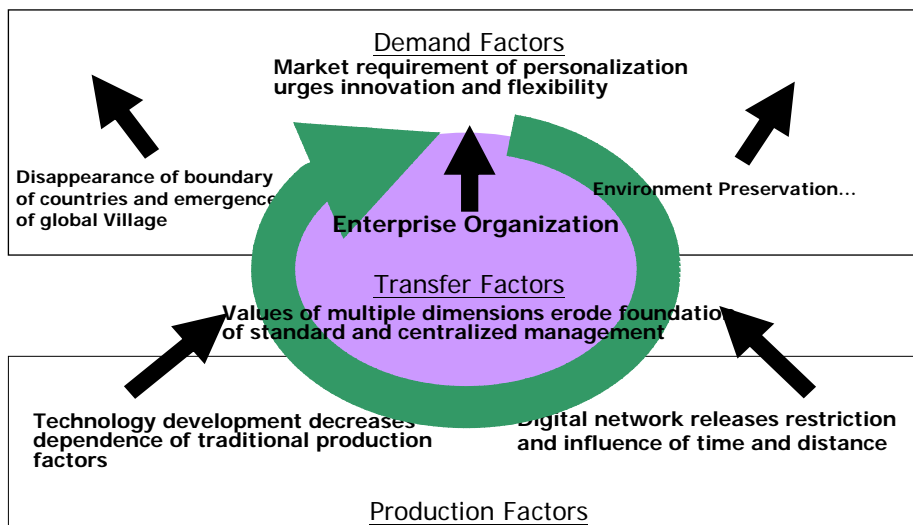 Demand Factors
Market requirement of personalization
urges innovation and flexibility
Disappearance of boundary
of countries and emergence
of global Village
Environment Preservation...
Enterprise Organization
Transfer Factors
Values of multiple dimensions erode foundation
of standard and centralized management
Technology development decreases
dependence of traditional production
factors
Digital network releases restriction
and influence of time and distance
Production Factors